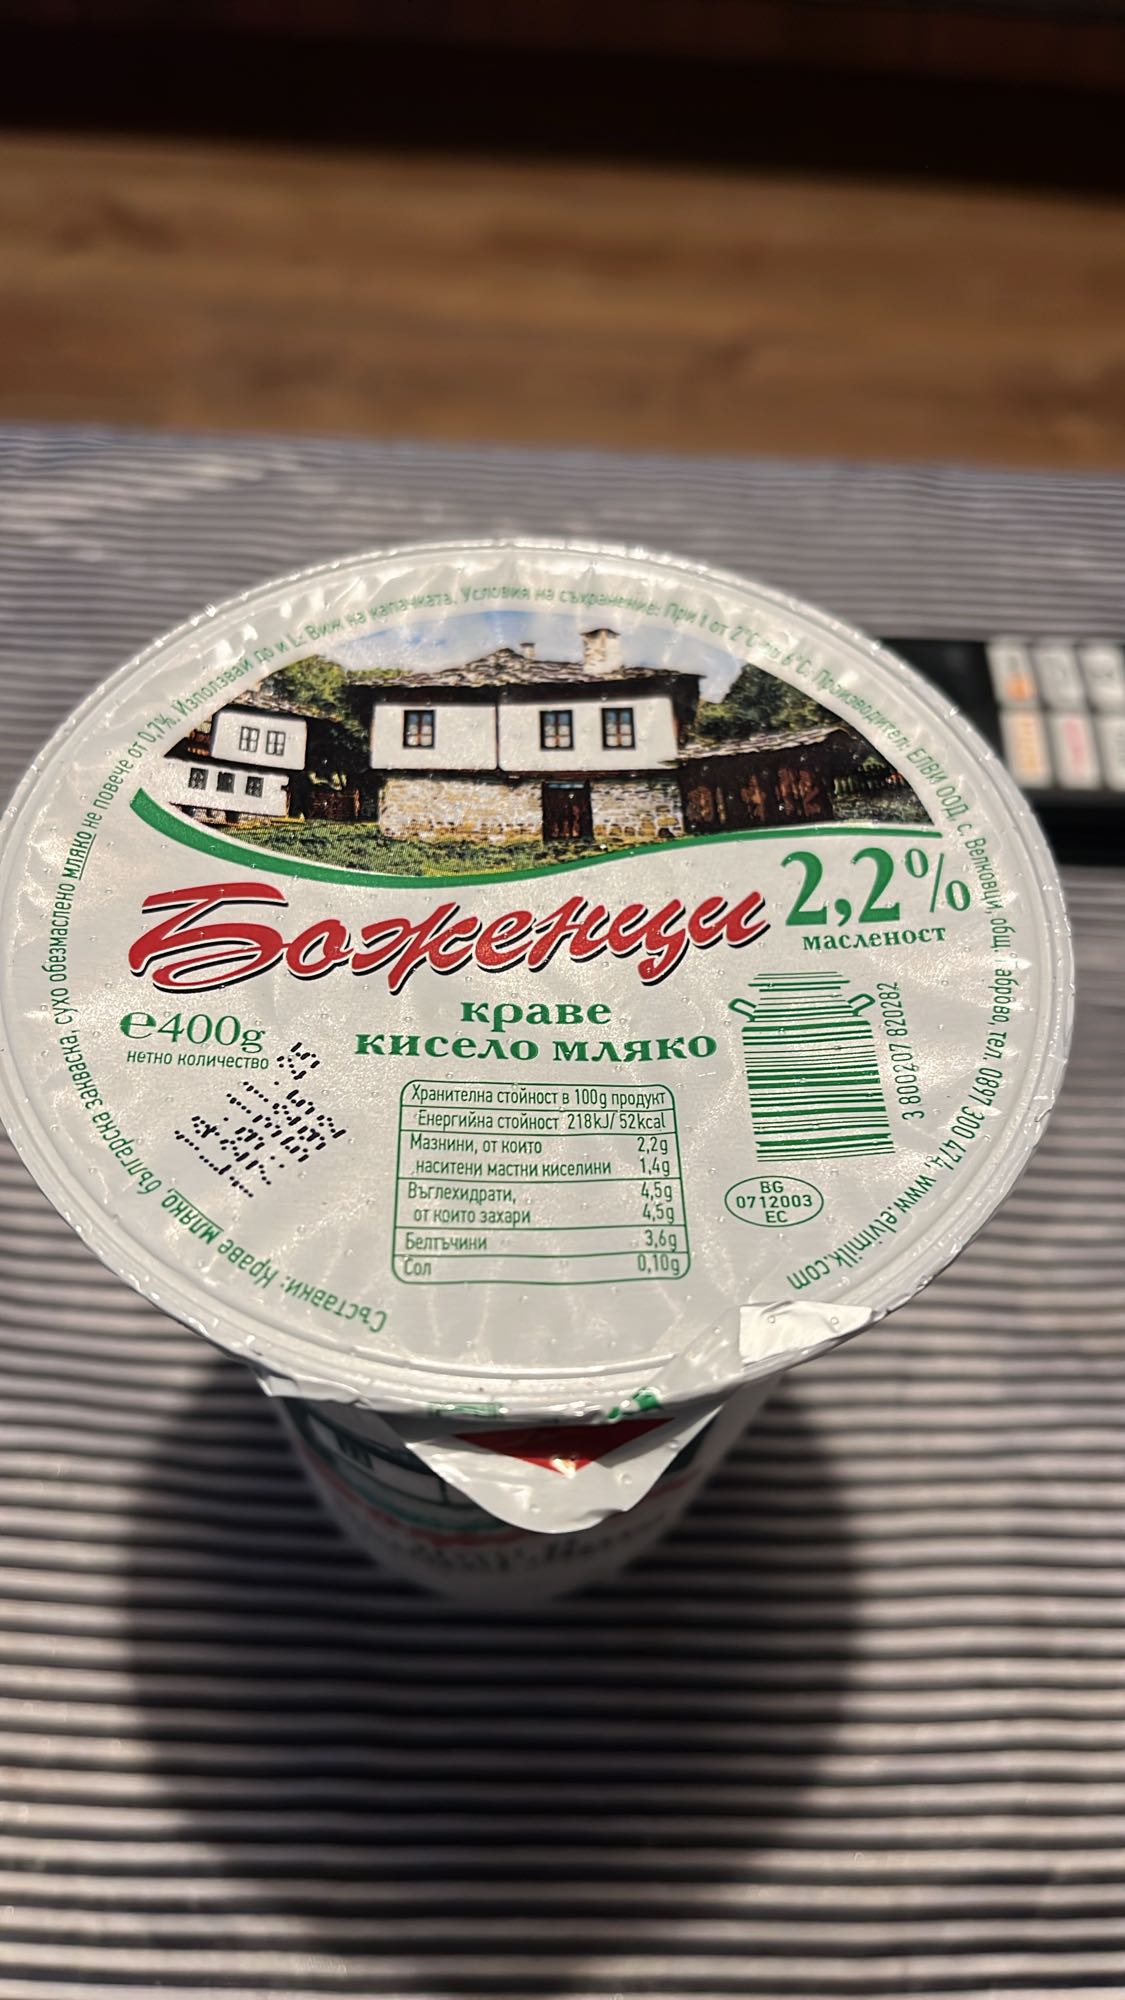 Съставки: Краве мляко, българска закваска, сухо обезмаслено мляко не повече от 0,7%. Използвай до и L: Виж на капачката. Условия на съхранение: При t от 2°C до 6°C. Производител: ЕЛВИ ООД, с. Велковци, общ. тел. 0897 300 474, www.elvimilk.com
Боженци
2,2%
масленост
краве
кисело мляко
e400g
нетно количество
Хранителна стойност в 100g продукт
Енергийна стойност 218kJ/ 52kcal
Мазнини, от които 2,2g
наситени мастни киселини 1,4g
Въглехидрати, 4,5g
от които захари 4,5g
Белтъчини 3,6g
Сол 0,10g
3 800207 820282
BG
0712003
EC